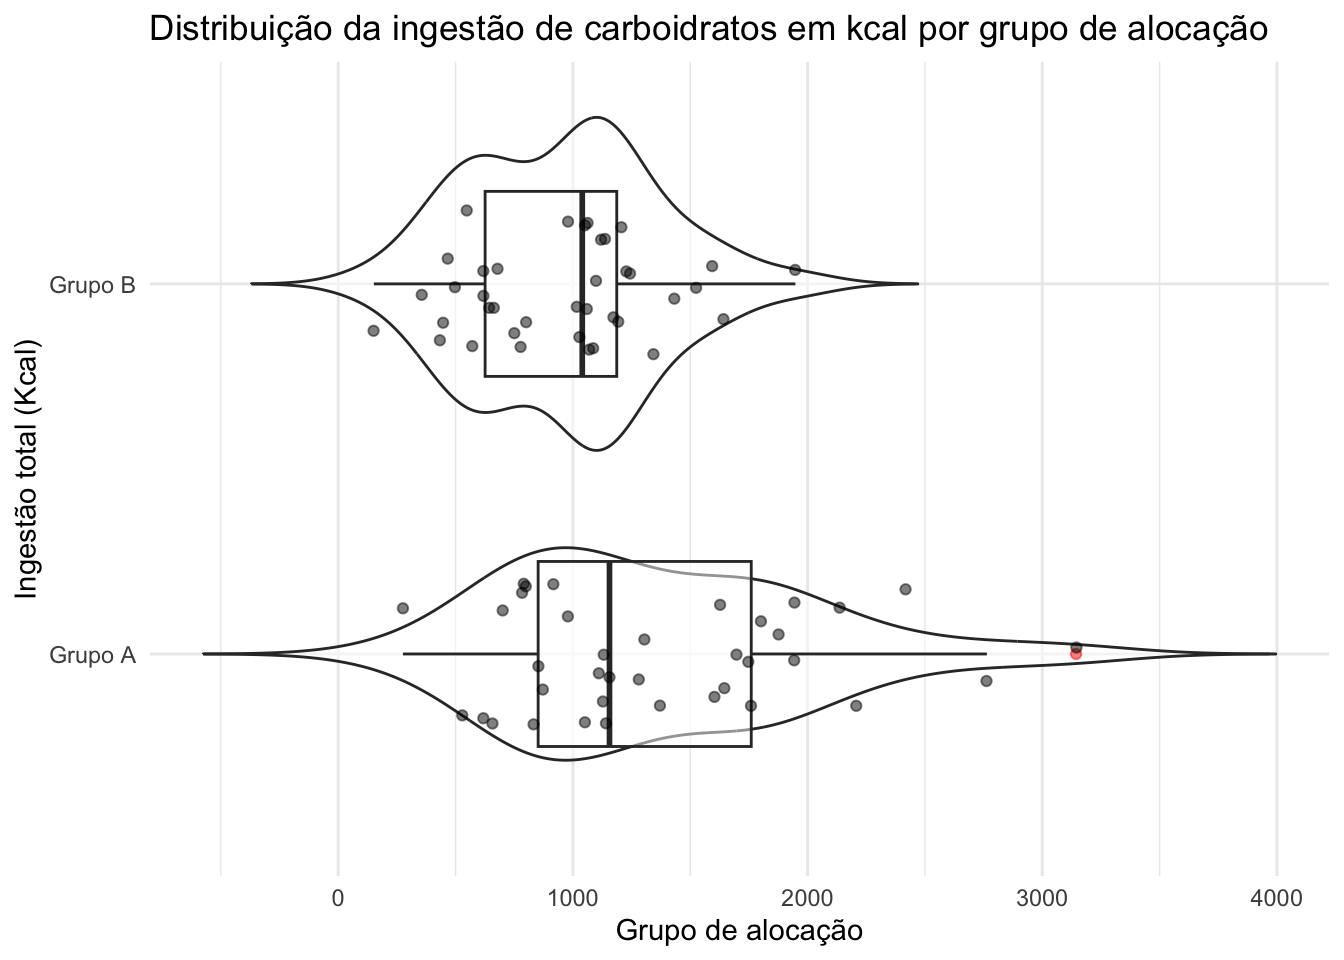 Distribuição da ingestão de carboidratos em kcal por grupo de alocação
Ingestão total (Kcal)
Grupo B
Grupo A
0
1000
2000
3000
4000
Grupo de alocação